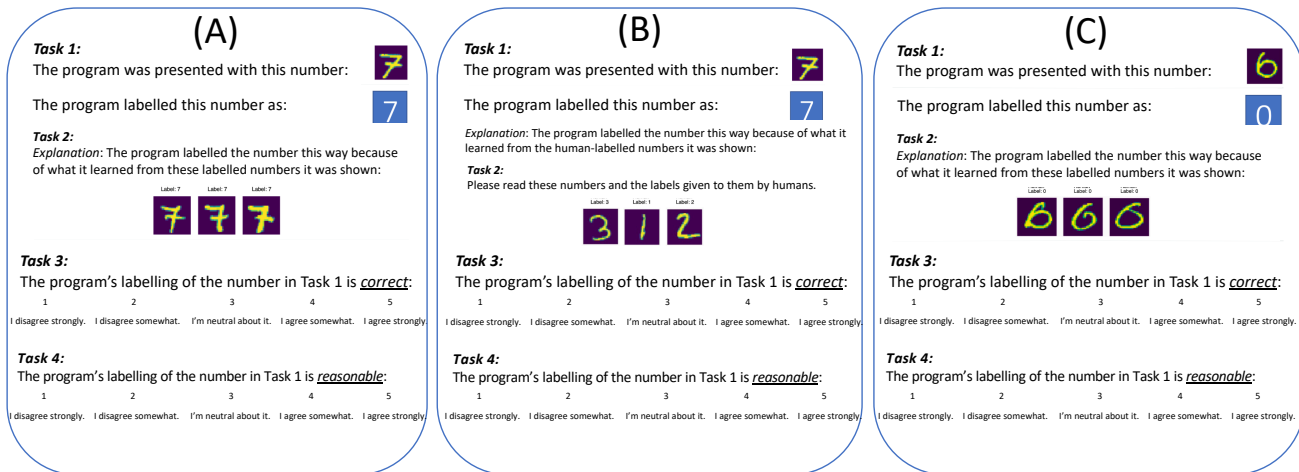 (A)
Task 1:
The program was presented with this number:
7
The program labelled this number as:
7
Task 2:
Explanation: The program labelled the number this way because
of what it learned from these labelled numbers it was shown:
Label: 7 Label: 7 Label: 7
7 7 7
Task 3:
The program's labelling of the number in Task 1 is correct:
1 2 3 4 5
I disagree strongly. I disagree somewhat. I'm neutral about it. I agree somewhat. I agree strongly.
Task 4:
The program's labelling of the number in Task 1 is reasonable:
1 2 3 4 5
I disagree strongly. I disagree somewhat. I'm neutral about it. I agree somewhat. I agree strongly.
(B)
Task 1:
The program was presented with this number:
7
The program labelled this number as:
7
Explanation: The program labelled the number this way because of what it
learned from the human-labelled numbers it was shown:
Task 2:
Please read these numbers and the labels given to them by humans.
Label: 3 Label: 1 Label: 2
3 1 2
Task 3
The program's labelling of the number in Task 1 is correct:
1 2 3 4 5
I disagree strongly. I disagree somewhat. I'm neutral about it. I agree somewhat. I agree strongly.
Task 4:
The program's labelling of the number in Task 1 is reasonable:
1 2 3 4 5
I disagree strongly. I disagree somewhat. I'm neutral about it. I agree somewhat. I agree strongly.
(C)
Task 1:
The program was presented with this number:
6
The program labelled this number as:
0
Task 2:
Explanation: The program labelled the number this way because
of what it learned from these labelled numbers it was shown:
Label: 0 Label: 0 Label: 0
6 6 6
Task 3:
The program's labelling of the number in Task 1 is correct:
1 2 3 4 5
I disagree strongly. I disagree somewhat. I'm neutral about it. I agree somewhat. I agree strongly.
Task 4:
The program's labelling of the number in Task 1 is reasonable:
1 2 3 4 5
I disagree strongly. I disagree somewhat. I'm neutral about it. I agree somewhat. I agree strongly.